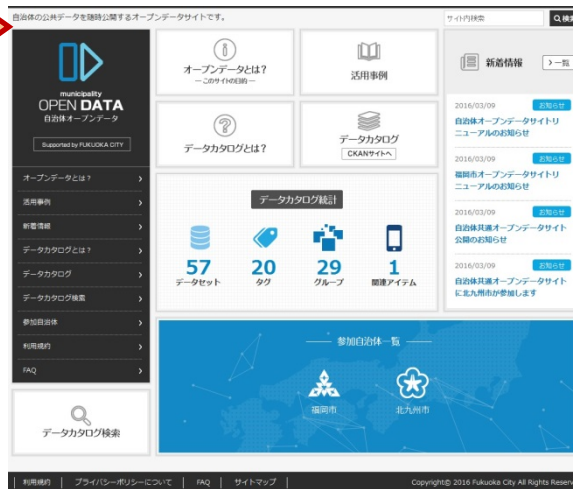 自治体の公共データを随時公開するオープンデータサイトです。
サイト内検索
municipality
OPEN DATA
自治体オープンデータ
Supported by FUKUOKA CITY
オープンデータとは?
活用事例
新着情報
データカタログとは?
データカタログ
データカタログ検索
参加自治体
利用規約
FAQ
データカタログ検索
オープンデータとは?
― このサイトの目的 ―
活用事例
データカタログとは?
データカタログ
CKANサイトへ
データカタログ統計
57
データセット
20
タグ
29
グループ
1
関連アイテム
参加自治体一覧
福岡市
北九州市
新着情報
一覧
2016/03/09 お知らせ
自治体オープンデータサイトリ
ニューアルのお知らせ
2016/03/09 お知らせ
福岡市オープンデータサイトリ
ニューアルのお知らせ
2016/03/09 お知らせ
自治体共通オープンデータサイト
公開のお知らせ
2016/03/09 お知らせ
自治体共通オープンデータサイト
に北九州市が参加します
利用規約 | プライバシーポリシーについて | FAQ | サイトマップ |
Copyright© 2016 Fukuoka City All Rights